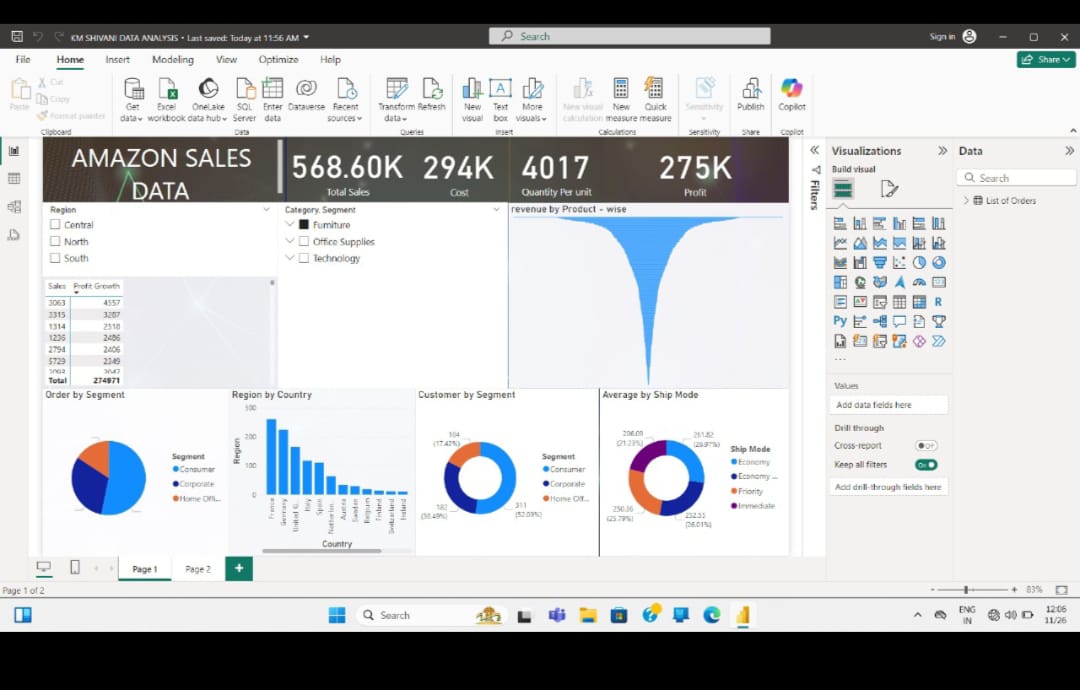 KM SHIVANI DATA ANALYSIS • Last saved: Today at 11:56 AM
Search
Sign in
File Home Insert Modeling View Optimize Help
Share
Paste
Cut
Copy
Format painter
Clipboard
Get data
Excel workbook
OneLake data hub
SQL Server
Enter data
Dataverse
Recent sources
Data
Transform data
Refresh
Queries
New visual
Text box
More visuals
Insert
New visual calculation
New measure
Quick measure
Calculations
Sensitivity
Sensitivity
Publish
Share
Copilot
Copilot
AMAZON SALES
DATA
568.60K
Total Sales
294K
Cost
4017
Quantity Per unit
275K
Profit
Region
Central
North
South
Category, Segment
Furniture
Office Supplies
Technology
revenue by Product - wise
Sales Profit Growth
3063 4557
3315 3287
1314 2518
1236 2486
2794 2406
5729 2349
Total 274971
Order by Segment
Segment
Consumer
Corporate
Home Offi...
Region by Country
300
200
100
0
Region
France
Germany
United K...
Italy
Spain
Netherlan...
Austria
Sweden
Belgium
Finland
Switzerland
Ireland
Country
Customer by Segment
104
(17.42%)
182
(30.49%)
311
(52.09%)
Segment
Consumer
Corporate
Home Off...
Average by Ship Mode
206.09
(21.23%)
261.82
(26.97%)
250.36
(25.79%)
252.53
(26.01%)
Ship Mode
Economy
Economy ...
Priority
Immediate
Filters
Visualizations
Build visual
R
Py
...
Values
Add data fields here
Drill through
Cross-report
Off
Keep all filters
On
Add drill-through fields here
Data
Search
List of Orders
Page 1
Page 2
+
Page 1 of 2
- + 83%
Search
ENG
IN
12:06
11/26